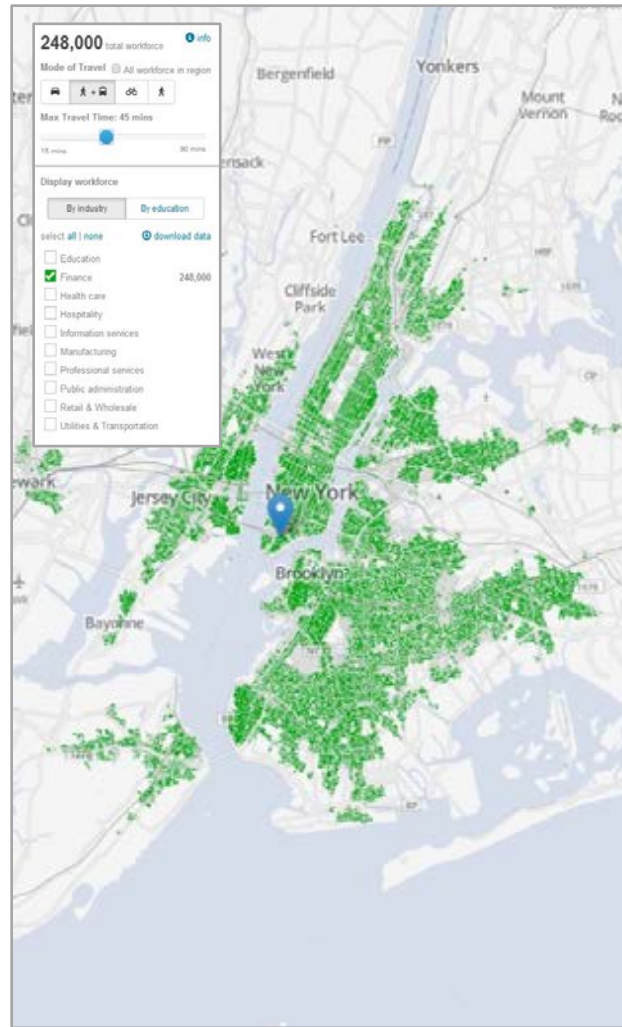 248,000 total workforce
info
Mode of Travel All workforce in region
Max Travel Time: 45 mins
15 mins 90 mins
Display workforce
By industry By education
select all | none download data
Education
Finance 248,000
Health care
Hospitality
Information services
Manufacturing
Professional services
Public administration
Retail & Wholesale
Utilities & Transportation
Yonkers
Bergenfield
Mount
Vernon
Fort Lee
Cliffside
Park
West
New
York
New York
Jersey City
Brooklyn
Bayonne